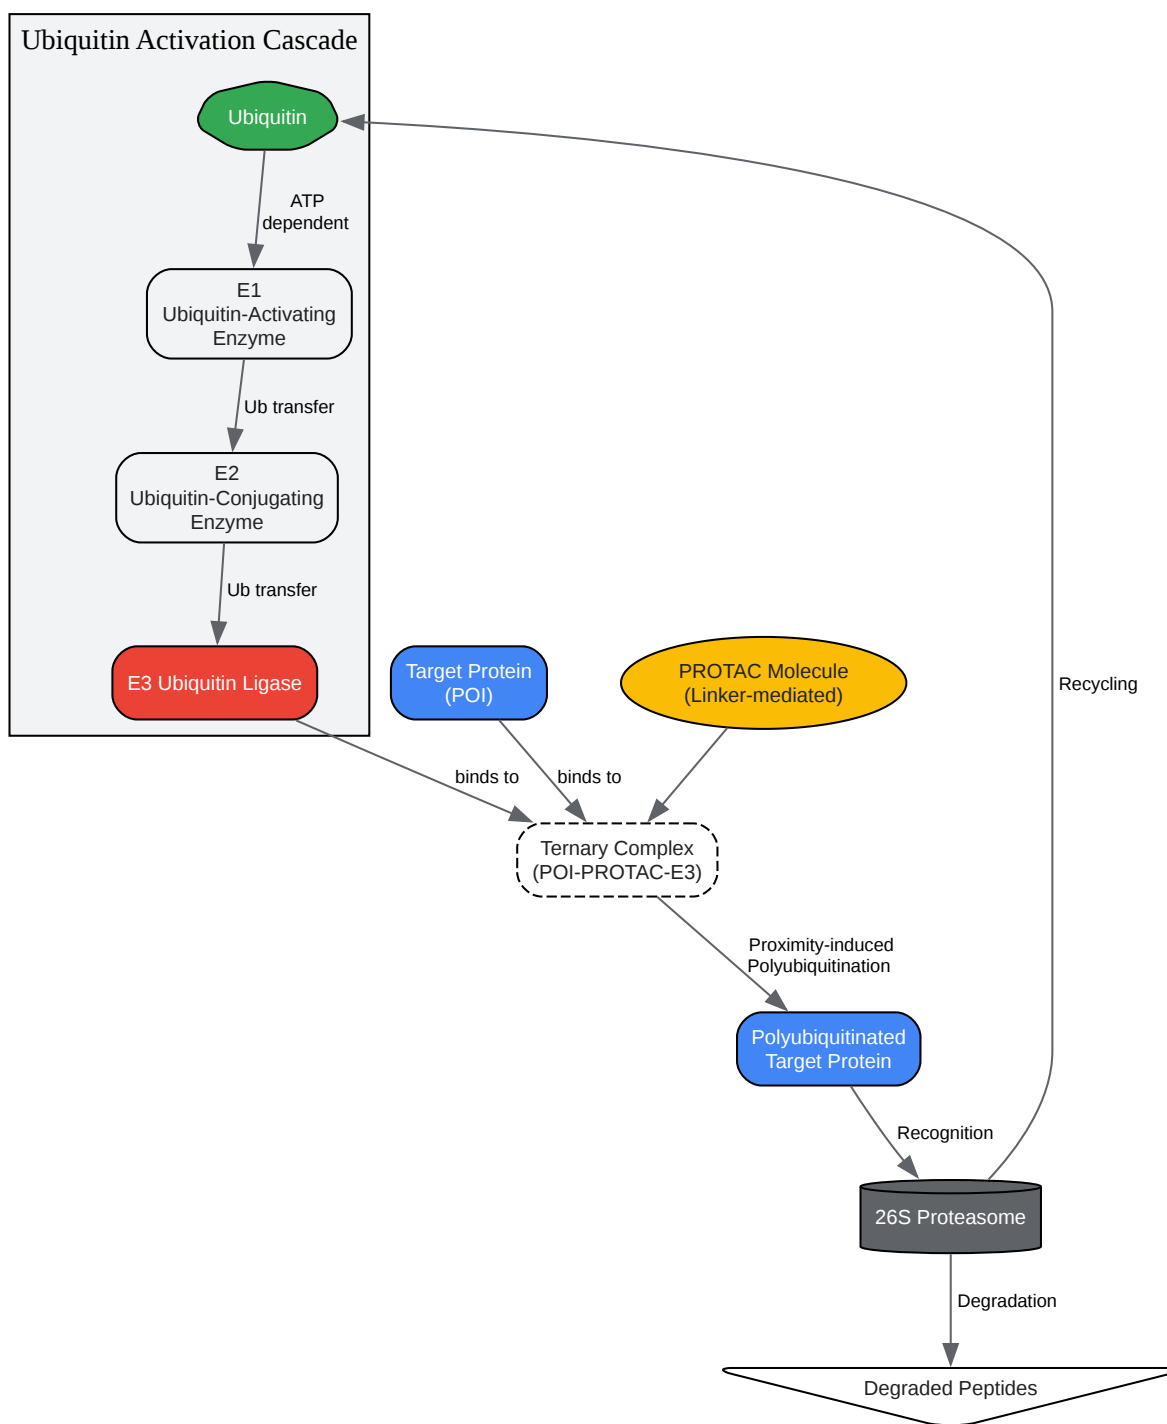 Ubiquitin Activation Cascade
Ubiquitin
ATP
dependent
E1
Ubiquitin-Activating
Enzyme
Ub transfer
E2
Ubiquitin-Conjugating
Enzyme
Ub transfer
E3 Ubiquitin Ligase
Target Protein
(POI)
PROTAC Molecule
(Linker-mediated)
Recycling
binds to
binds to
Ternary Complex
(POI-PROTAC-E3)
Proximity-induced
Polyubiquitination
Polyubiquitinated
Target Protein
Recognition
26S Proteasome
Degradation
Degraded Peptides